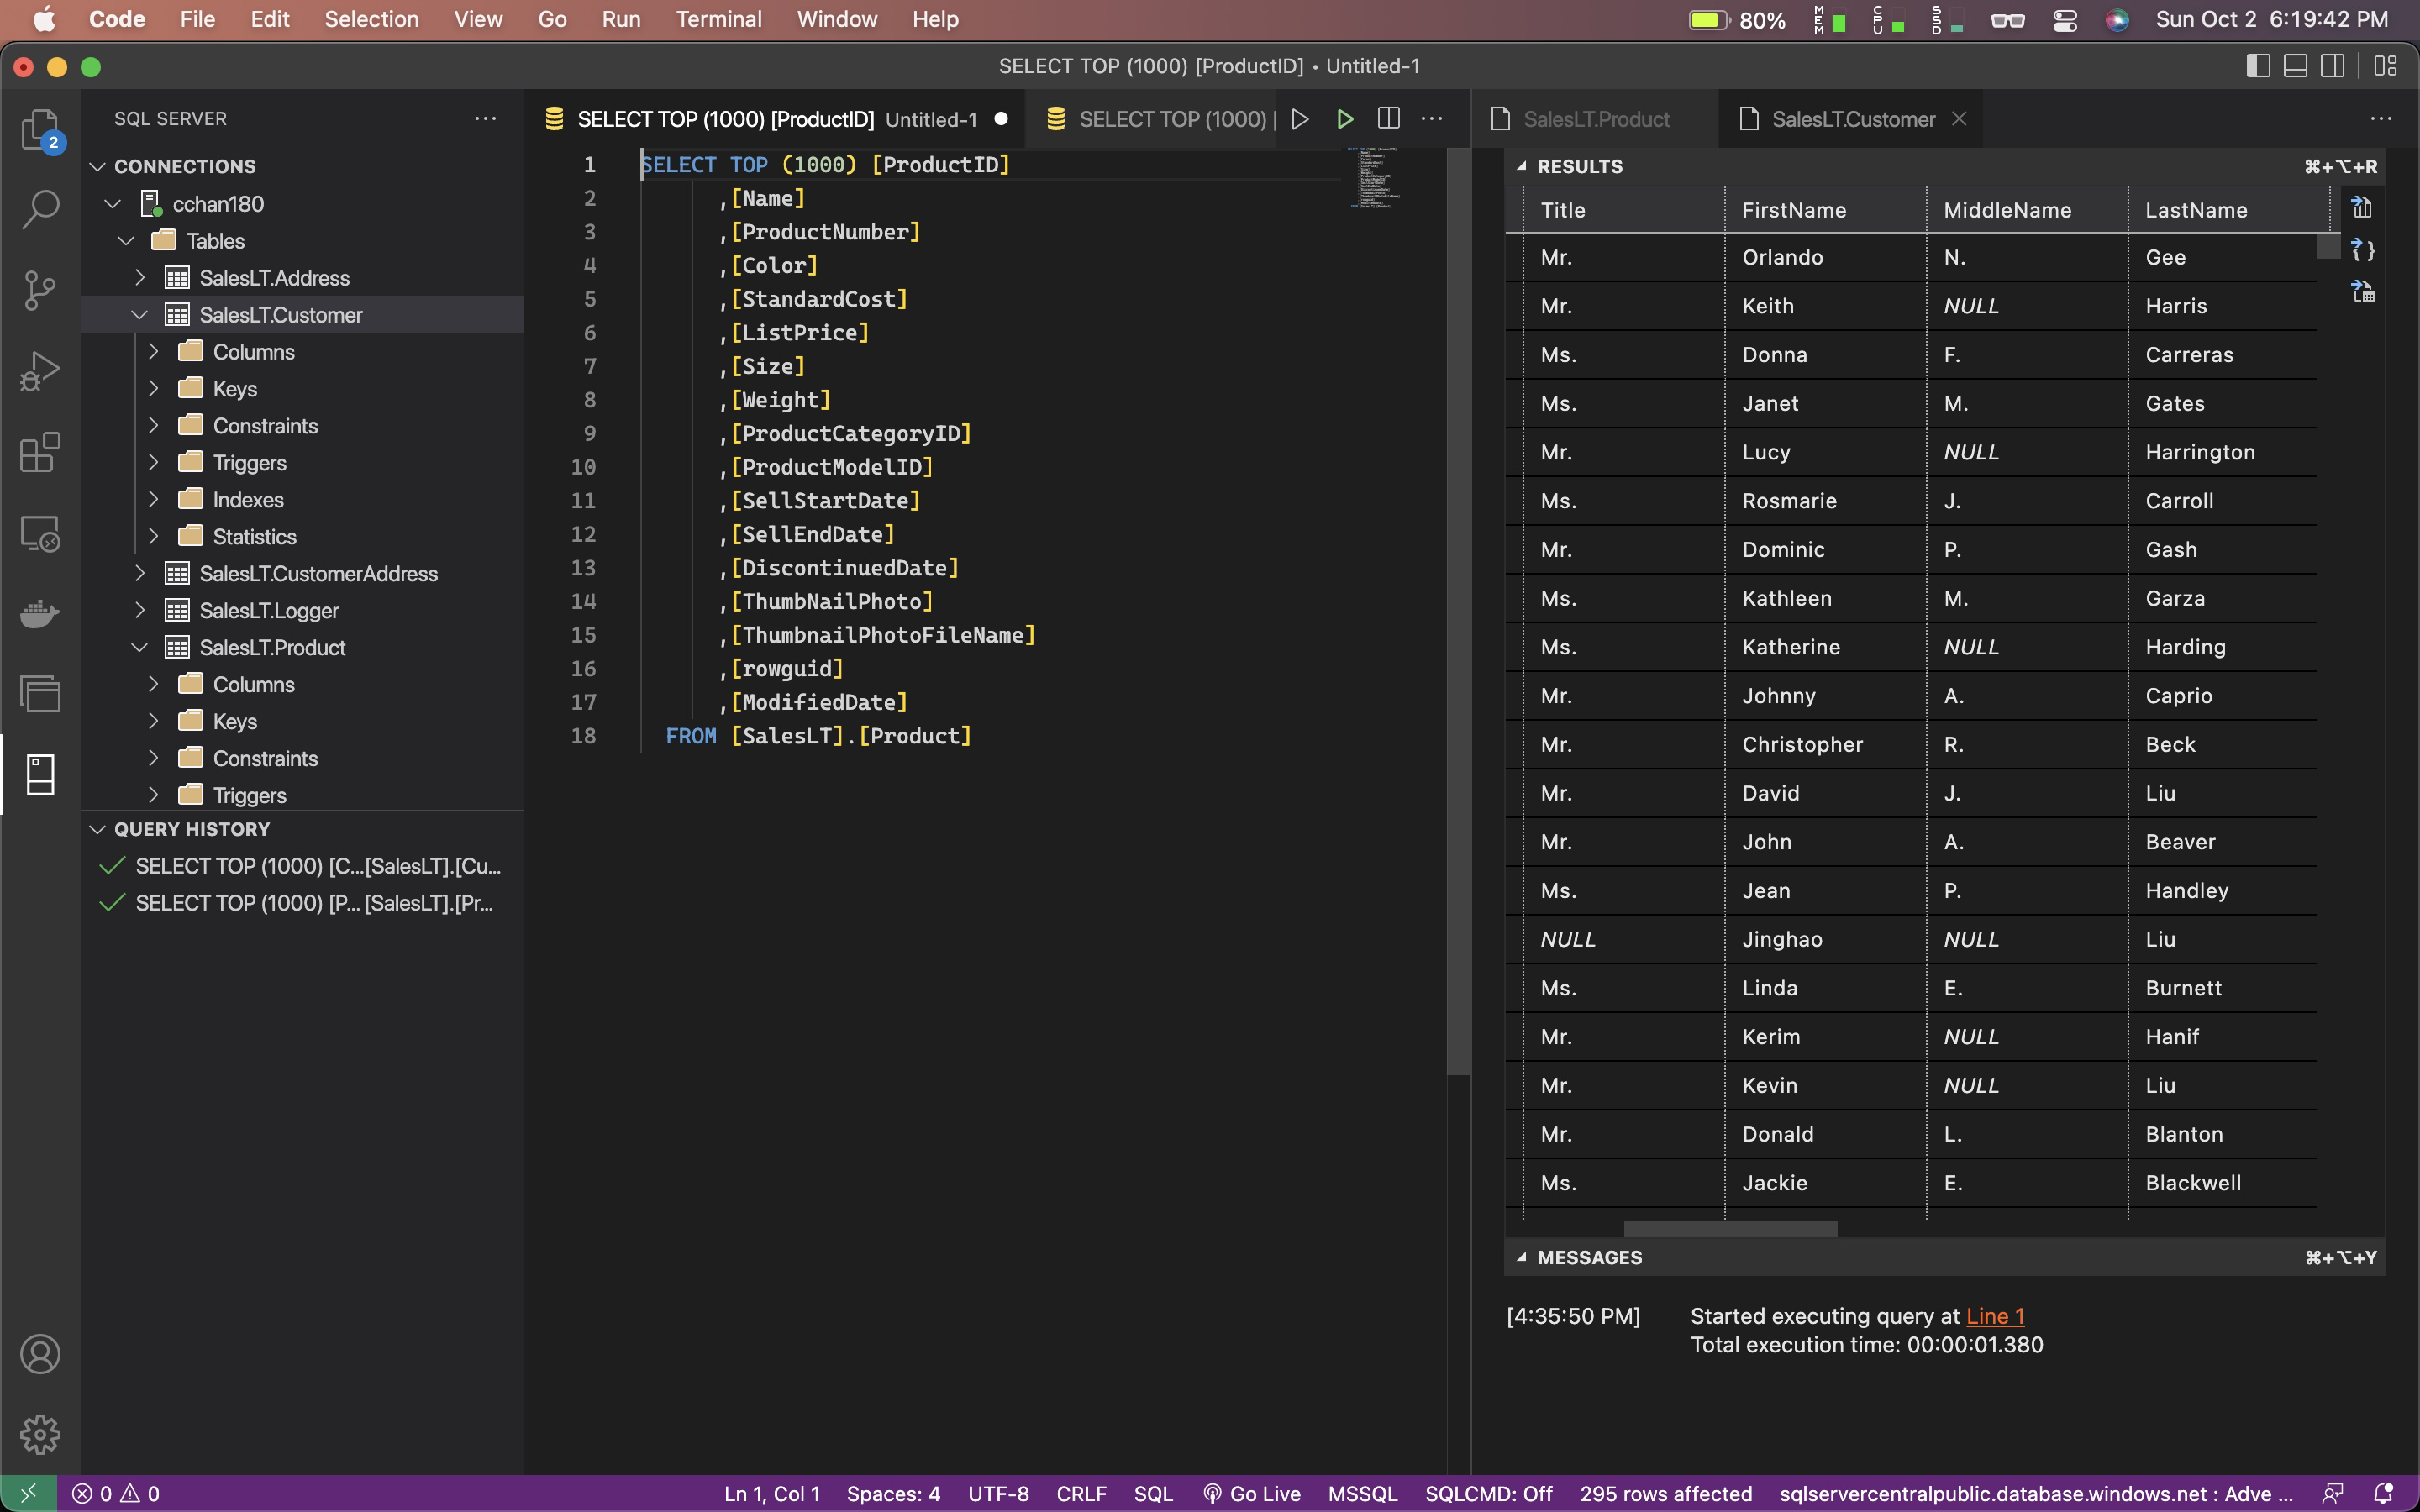 Code File Edit Selection View Go Run Terminal Window Help 80% MEM CPU SSD Sun Oct 2 6:19:42 PM
SELECT TOP (1000) [ProductID] • Untitled-1
SQL SERVER
CONNECTIONS
cchan180
Tables
SalesLT.Address
SalesLT.Customer
Columns
Keys
Constraints
Triggers
Indexes
Statistics
SalesLT.CustomerAddress
SalesLT.Logger
SalesLT.Product
Columns
Keys
Constraints
Triggers
QUERY HISTORY
SELECT TOP (1000) [C...[SalesLT].[Cu...
SELECT TOP (1000) [P... [SalesLT].[Pr...
2
SELECT TOP (1000) [ProductID] Untitled-1
SELECT TOP (1000) [
1 SELECT TOP (1000) [ProductID]
2 ,[Name]
3 ,[ProductNumber]
4 ,[Color]
5 ,[StandardCost]
6 ,[ListPrice]
7 ,[Size]
8 ,[Weight]
9 ,[ProductCategoryID]
10 ,[ProductModelID]
11 ,[SellStartDate]
12 ,[SellEndDate]
13 ,[DiscontinuedDate]
14 ,[ThumbNailPhoto]
15 ,[ThumbnailPhotoFileName]
16 ,[rowguid]
17 ,[ModifiedDate]
18 FROM [SalesLT].[Product]
SalesLT.Product SalesLT.Customer
RESULTS ⌘+⌥+R
Title FirstName MiddleName LastName
Mr. Orlando N. Gee
Mr. Keith NULL Harris
Ms. Donna F. Carreras
Ms. Janet M. Gates
Mr. Lucy NULL Harrington
Ms. Rosmarie J. Carroll
Mr. Dominic P. Gash
Ms. Kathleen M. Garza
Ms. Katherine NULL Harding
Mr. Johnny A. Caprio
Mr. Christopher R. Beck
Mr. David J. Liu
Mr. John A. Beaver
Ms. Jean P. Handley
NULL Jinghao NULL Liu
Ms. Linda E. Burnett
Mr. Kerim NULL Hanif
Mr. Kevin NULL Liu
Mr. Donald L. Blanton
Ms. Jackie E. Blackwell
MESSAGES ⌘+⌥+Y
[4:35:50 PM] Started executing query at Line 1
Total execution time: 00:00:01.380
0 0 Ln 1, Col 1 Spaces: 4 UTF-8 CRLF SQL Go Live MSSQL SQLCMD: Off 295 rows affected sqlservercentralpublic.database.windows.net : Adve ...